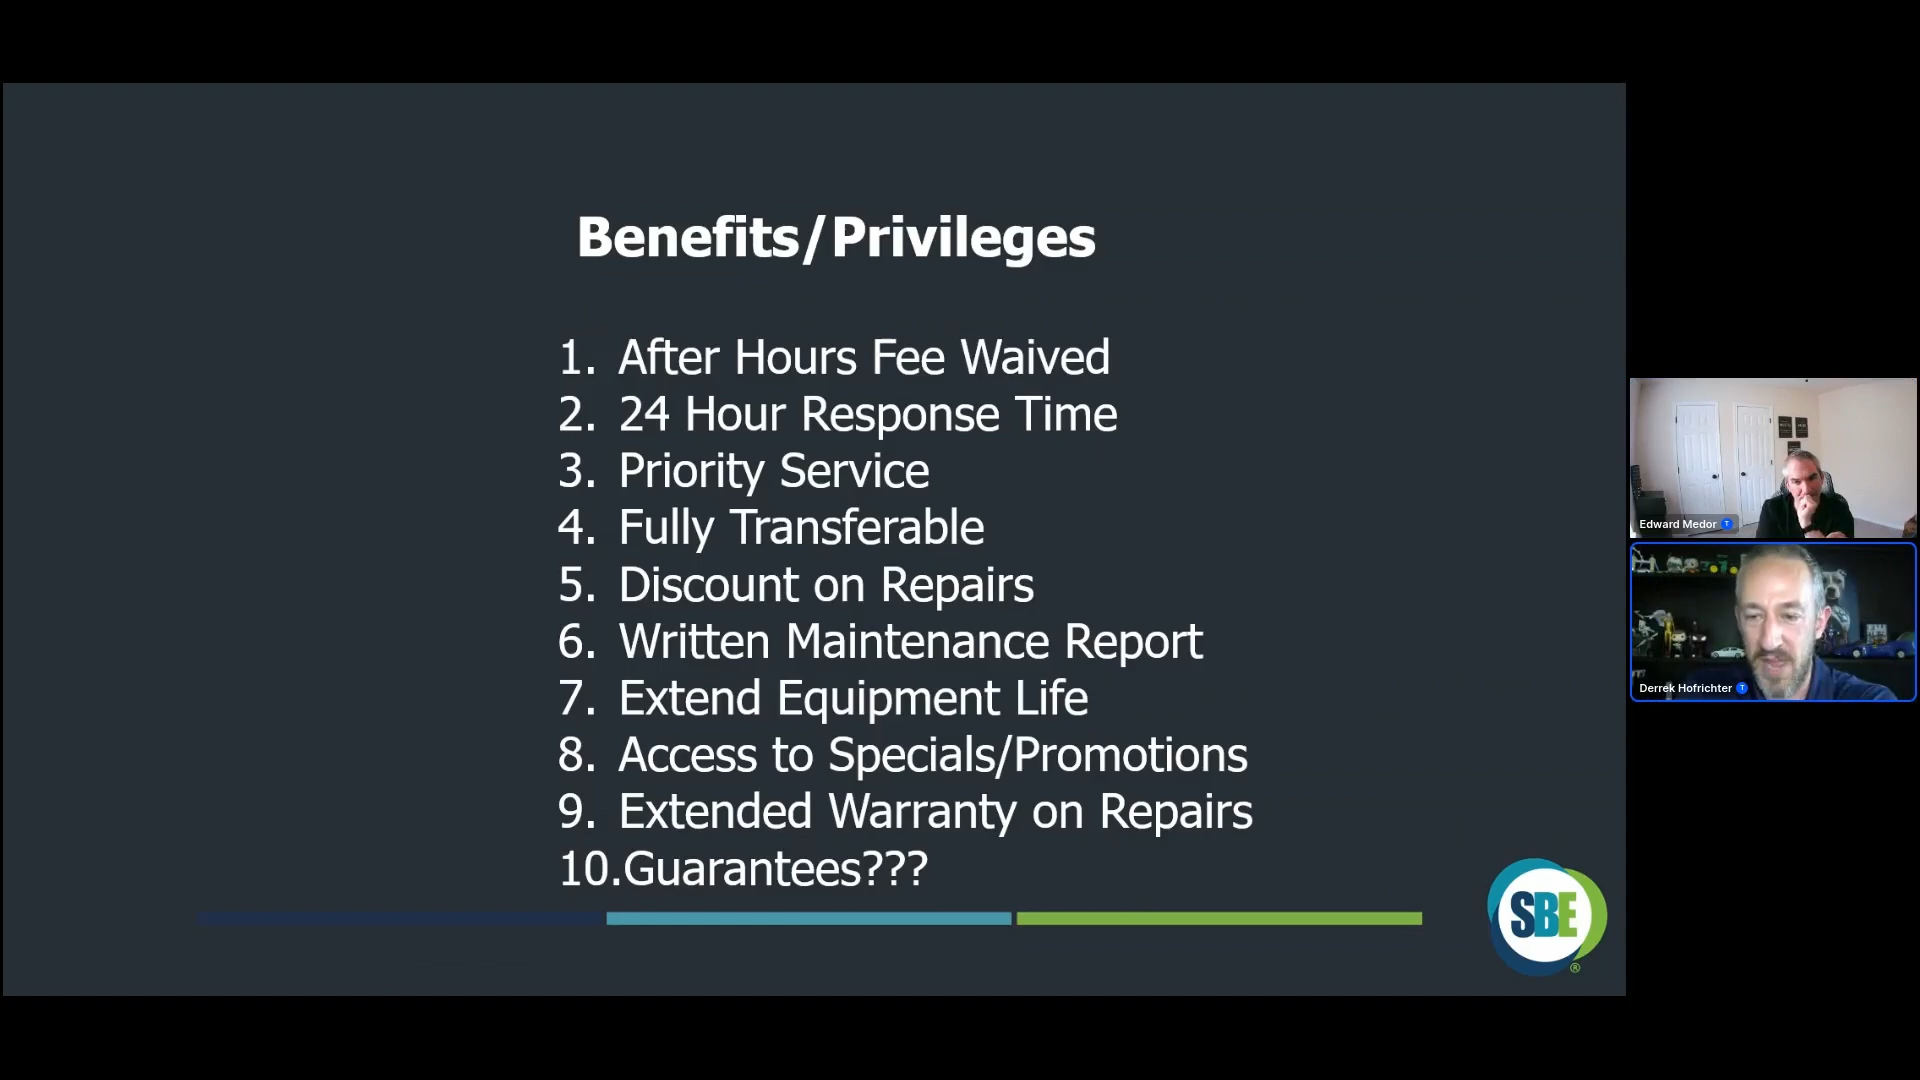 Benefits/Privileges
1. After Hours Fee Waived
2. 24 Hour Response Time
3. Priority Service
4. Fully Transferable
5. Discount on Repairs
6. Written Maintenance Report
7. Extend Equipment Life
8. Access to Specials/Promotions
9. Extended Warranty on Repairs
10.Guarantees???
SBE
®
Edward Medor T
Derrek Hofrichter T